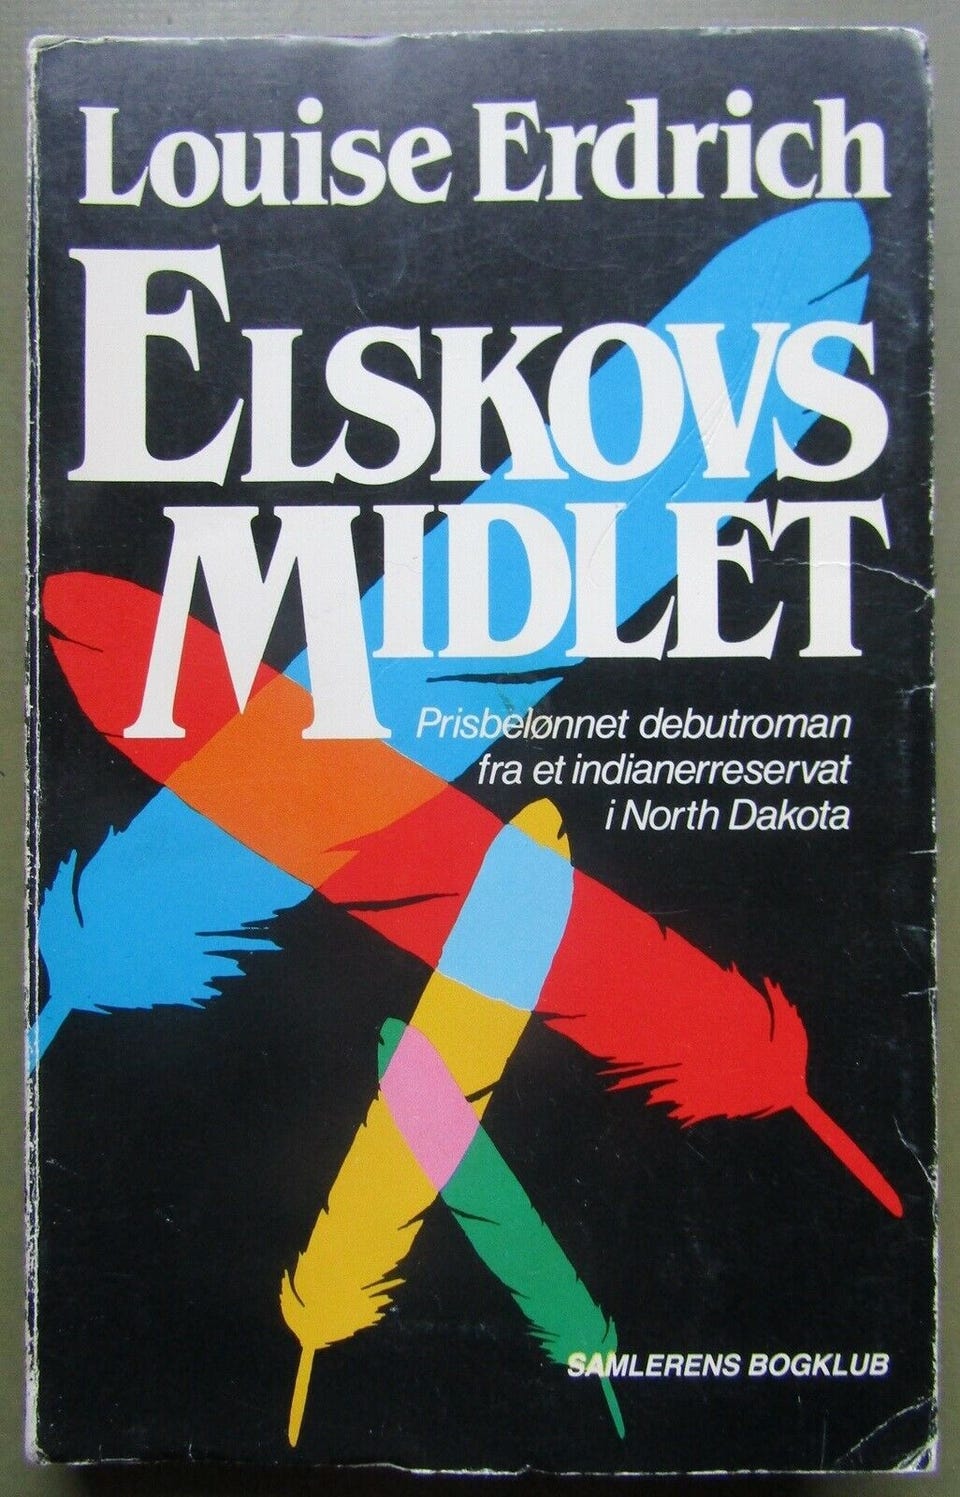 Louise Erdrich
ELSKOVS
MIDLET
Prisbelønnet debutroman
fra et indianerreservat
i North Dakota
SAMLERENS BOGKLUB